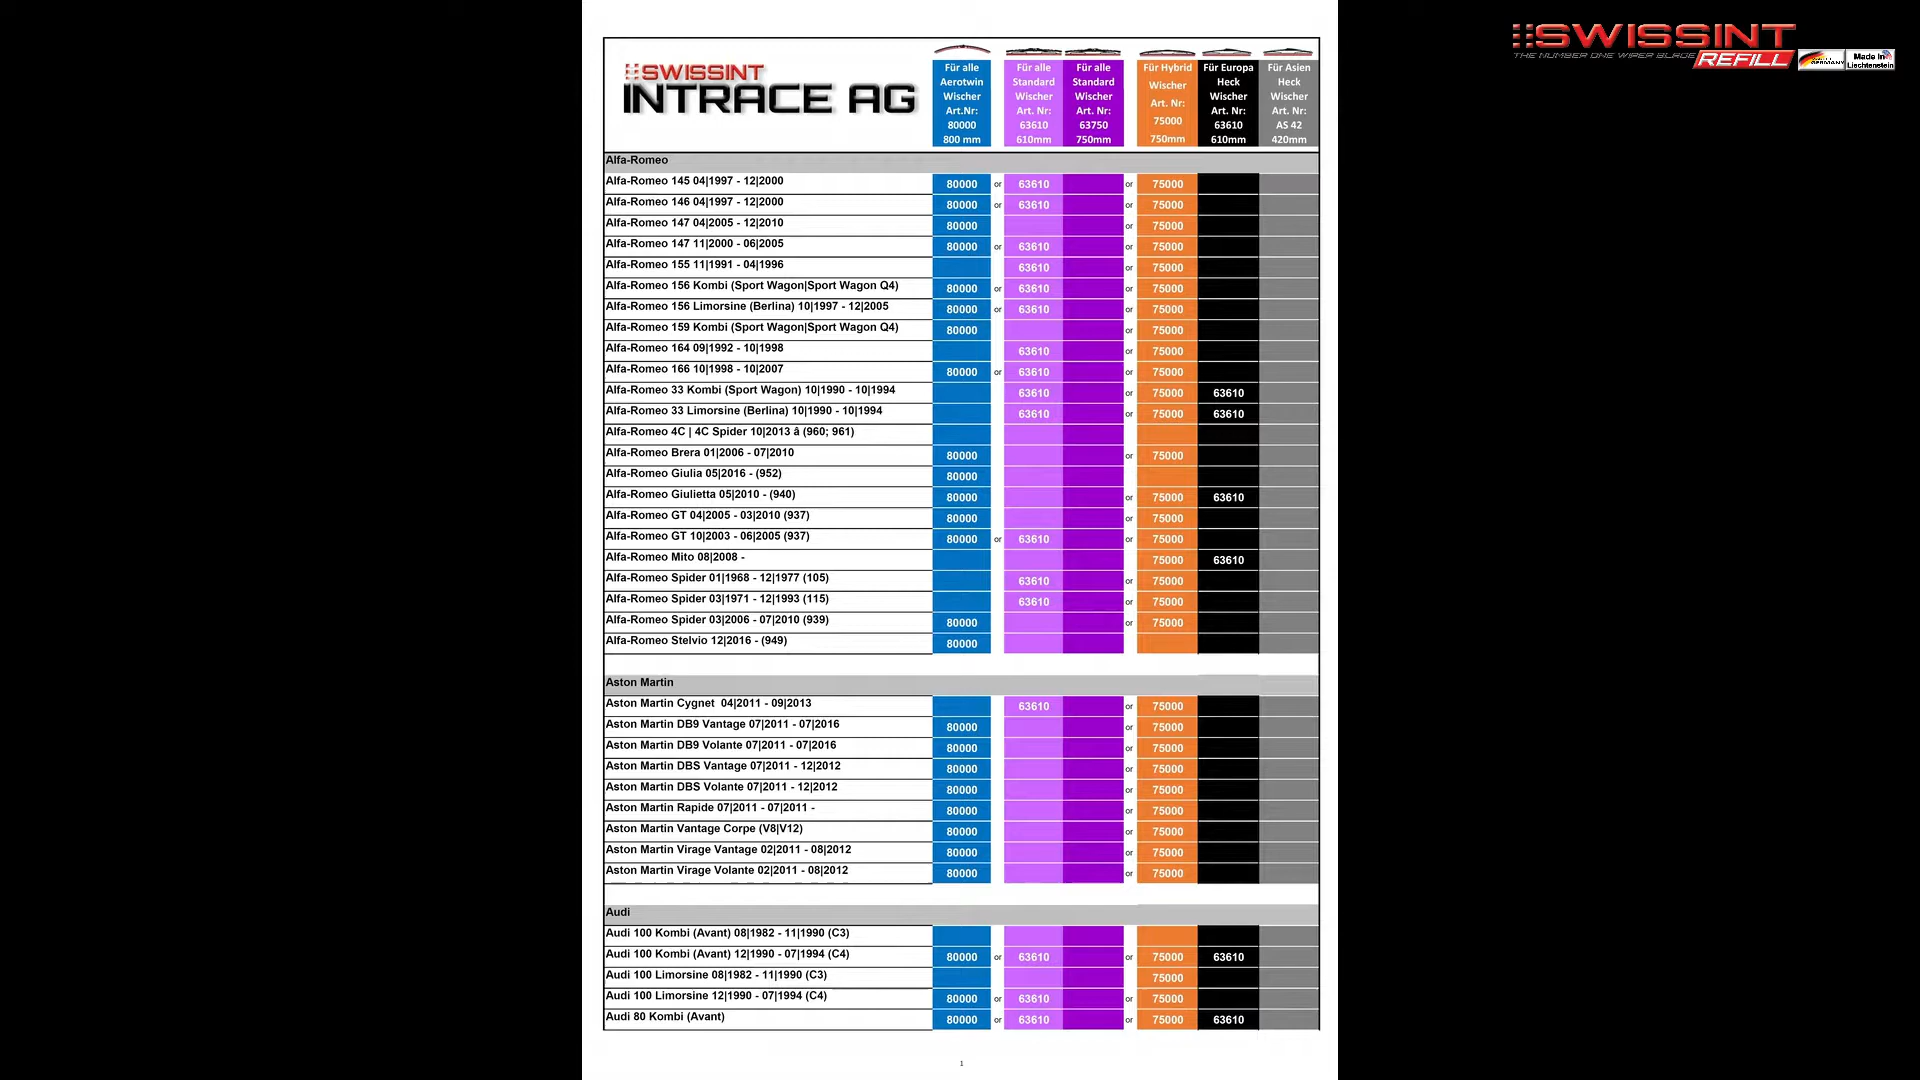 SWISSINT
THE NUMBER ONE WIPER BLADE
REFILL
GERMANY
Made in
Liechtenstein
SWISSINT
INTRACE AG
Für alle Aerotwin Wischer Art.Nr: 80000 800 mm
Für alle Standard Wischer Art. Nr: 63610 610mm
Für alle Standard Wischer Art. Nr: 63750 750mm
Für Hybrid Wischer Art. Nr: 75000 750mm
Für Europa Heck Wischer Art. Nr: 63610 610mm
Für Asien Heck Wischer Art. Nr: AS 42 420mm
Alfa-Romeo
Alfa-Romeo 145 04|1997 - 12|2000 80000 or 63610 or 75000
Alfa-Romeo 146 04|1997 - 12|2000 80000 or 63610 or 75000
Alfa-Romeo 147 04|2005 - 12|2010 80000 or 75000
Alfa-Romeo 147 11|2000 - 06|2005 80000 or 63610 or 75000
Alfa-Romeo 155 11|1991 - 04|1996 63610 or 75000
Alfa-Romeo 156 Kombi (Sport Wagon|Sport Wagon Q4) 80000 or 63610 or 75000
Alfa-Romeo 156 Limorsine (Berlina) 10|1997 - 12|2005 80000 or 63610 or 75000
Alfa-Romeo 159 Kombi (Sport Wagon|Sport Wagon Q4) 80000 or 75000
Alfa-Romeo 164 09|1992 - 10|1998 63610 or 75000
Alfa-Romeo 166 10|1998 - 10|2007 80000 or 63610 or 75000
Alfa-Romeo 33 Kombi (Sport Wagon) 10|1990 - 10|1994 63610 or 75000 63610
Alfa-Romeo 33 Limorsine (Berlina) 10|1990 - 10|1994 63610 or 75000 63610
Alfa-Romeo 4C | 4C Spider 10|2013 â (960; 961)
Alfa-Romeo Brera 01|2006 - 07|2010 80000 or 75000
Alfa-Romeo Giulia 05|2016 - (952) 80000
Alfa-Romeo Giulietta 05|2010 - (940) 80000 or 75000 63610
Alfa-Romeo GT 04|2005 - 03|2010 (937) 80000 or 75000
Alfa-Romeo GT 10|2003 - 06|2005 (937) 80000 or 63610 or 75000
Alfa-Romeo Mito 08|2008 - 75000 63610
Alfa-Romeo Spider 01|1968 - 12|1977 (105) 63610 or 75000
Alfa-Romeo Spider 03|1971 - 12|1993 (115) 63610 or 75000
Alfa-Romeo Spider 03|2006 - 07|2010 (939) 80000 or 75000
Alfa-Romeo Stelvio 12|2016 - (949) 80000
Aston Martin
Aston Martin Cygnet 04|2011 - 09|2013 63610 or 75000
Aston Martin DB9 Vantage 07|2011 - 07|2016 80000 or 75000
Aston Martin DB9 Volante 07|2011 - 07|2016 80000 or 75000
Aston Martin DBS Vantage 07|2011 - 12|2012 80000 or 75000
Aston Martin DBS Volante 07|2011 - 12|2012 80000 or 75000
Aston Martin Rapide 07|2011 - 07|2011 - 80000 or 75000
Aston Martin Vantage Corpe (V8|V12) 80000 or 75000
Aston Martin Virage Vantage 02|2011 - 08|2012 80000 or 75000
Aston Martin Virage Volante 02|2011 - 08|2012 80000 or 75000
Audi
Audi 100 Kombi (Avant) 08|1982 - 11|1990 (C3)
Audi 100 Kombi (Avant) 12|1990 - 07|1994 (C4) 80000 or 63610 or 75000 63610
Audi 100 Limorsine 08|1982 - 11|1990 (C3) 75000
Audi 100 Limorsine 12|1990 - 07|1994 (C4) 80000 or 63610 or 75000
Audi 80 Kombi (Avant) 80000 or 63610 or 75000 63610
1